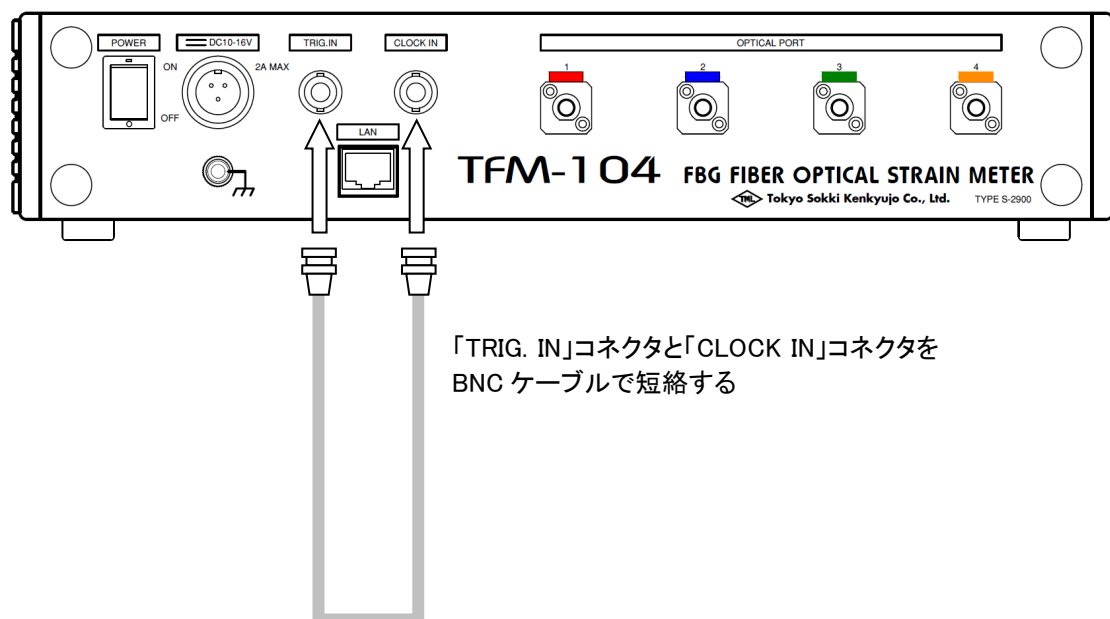 POWER
DC10-16V
TRIG.IN
CLOCK IN
OPTICAL PORT
ON
2A MAX
OFF
1
2
3
4
LAN
TFM-104 FBG FIBER OPTICAL STRAIN METER
TML Tokyo Sokki Kenkyujo Co., Ltd. TYPE S-2900
「TRIG. IN」コネクタと「CLOCK IN」コネクタを
BNC ケーブルで短絡する